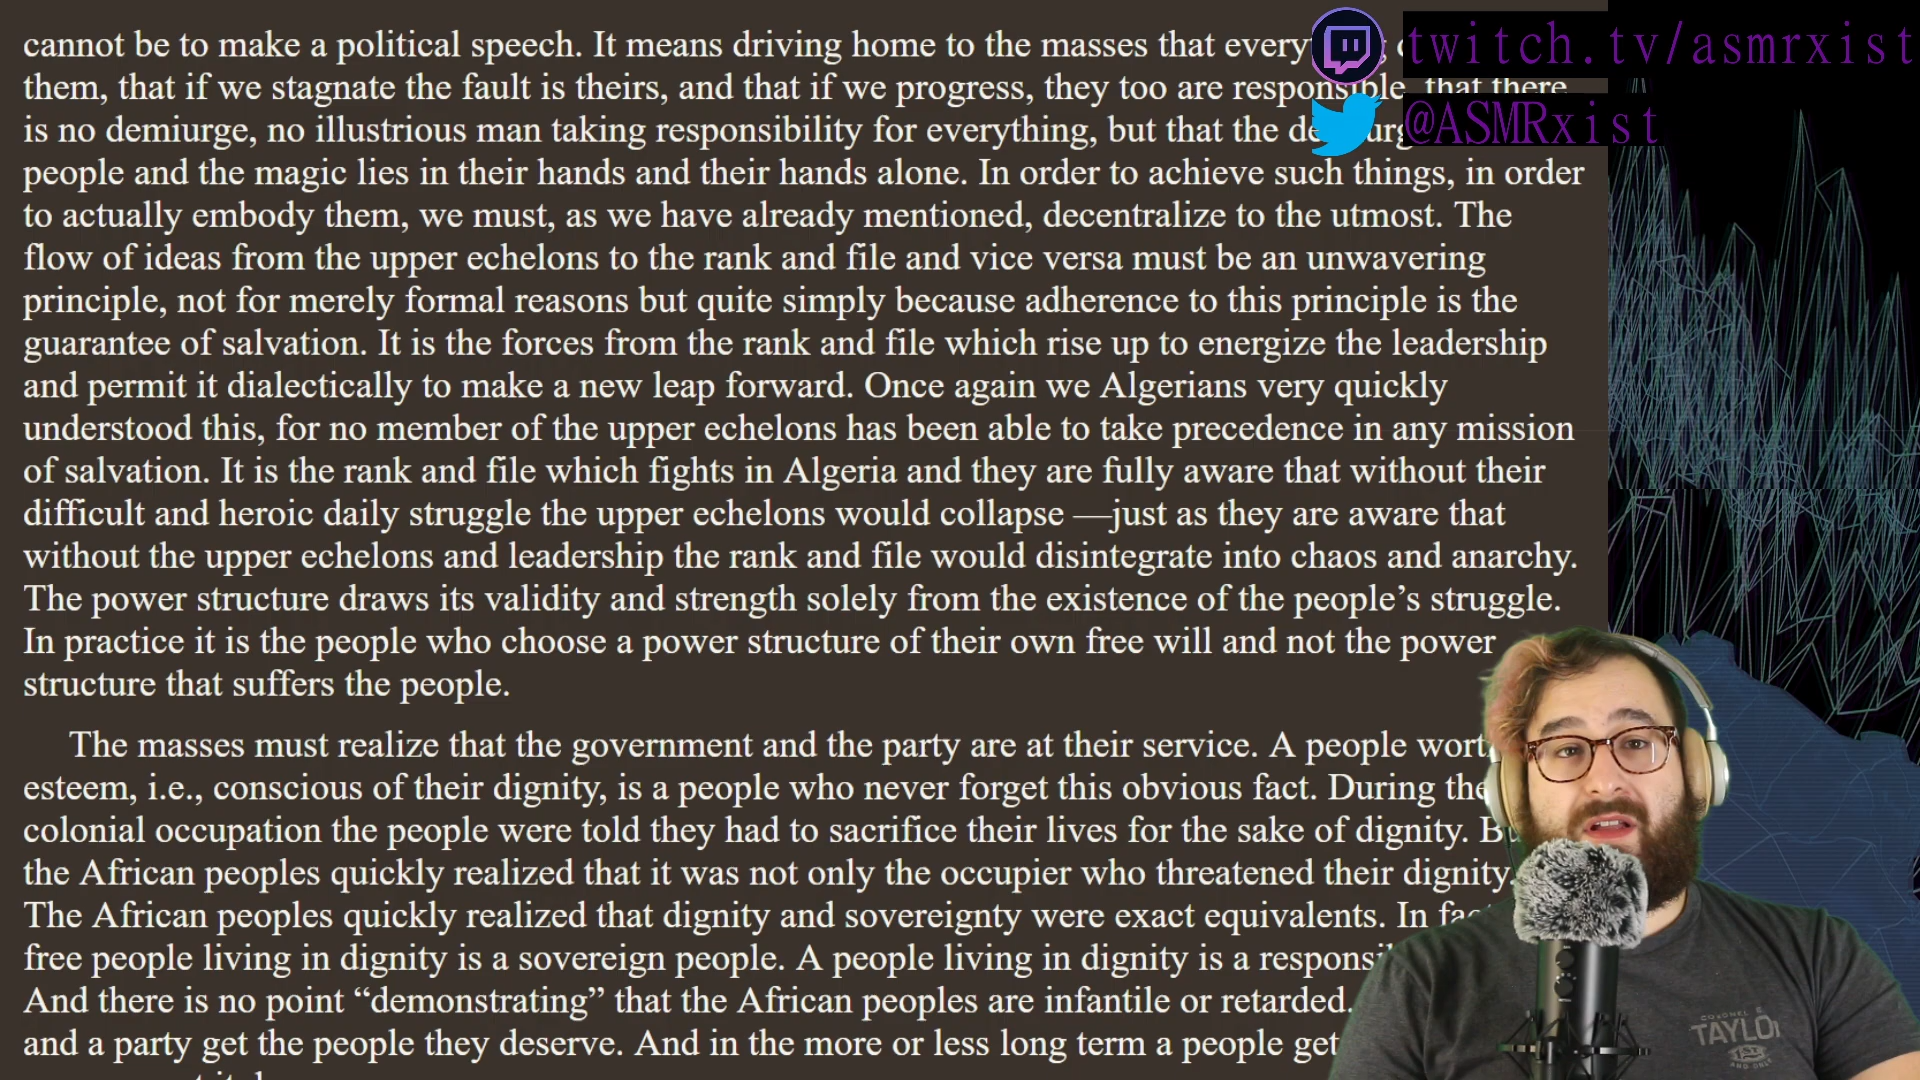 cannot be to make a political speech. It means driving home to the masses that every
them, that if we stagnate the fault is theirs, and that if we progress, they too are responsible, that there
is no demiurge, no illustrious man taking responsibility for everything, but that the
people and the magic lies in their hands and their hands alone. In order to achieve such things, in order
to actually embody them, we must, as we have already mentioned, decentralize to the utmost. The
flow of ideas from the upper echelons to the rank and file and vice versa must be an unwavering
principle, not for merely formal reasons but quite simply because adherence to this principle is the
guarantee of salvation. It is the forces from the rank and file which rise up to energize the leadership
and permit it dialectically to make a new leap forward. Once again we Algerians very quickly
understood this, for no member of the upper echelons has been able to take precedence in any mission
of salvation. It is the rank and file which fights in Algeria and they are fully aware that without their
difficult and heroic daily struggle the upper echelons would collapse —just as they are aware that
without the upper echelons and leadership the rank and file would disintegrate into chaos and anarchy.
The power structure draws its validity and strength solely from the existence of the people’s struggle.
In practice it is the people who choose a power structure of their own free will and not the power
structure that suffers the people.
The masses must realize that the government and the party are at their service. A people
esteem, i.e., conscious of their dignity, is a people who never forget this obvious fact. During the
colonial occupation the people were told they had to sacrifice their lives for the sake of dignity.
the African peoples quickly realized that it was not only the occupier who threatened their dignity.
The African peoples quickly realized that dignity and sovereignty were exact equivalents. In
free people living in dignity is a sovereign people. A people living in dignity is a
And there is no point “demonstrating” that the African peoples are infantile or retarded.
and a party get the people they deserve. And in the more or less long term a people get
twitch.tv/asmrxist
@ASMRxist
TAYLO